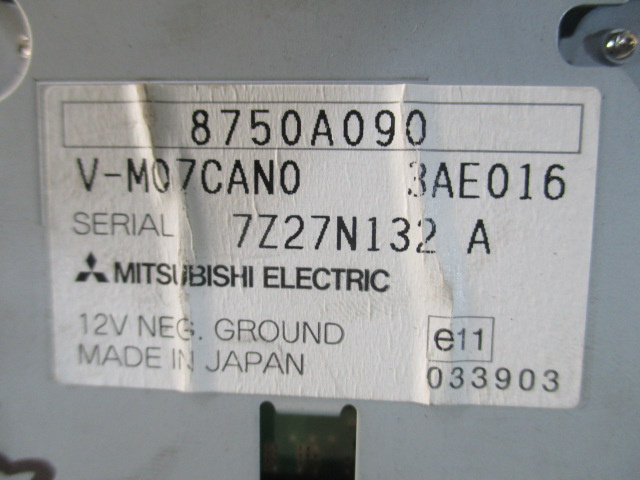 8750A090
V-M07CAN0 3AE016
SERIAL 7Z27N132 A
MITSUBISHI ELECTRIC
12V NEG. GROUND e11
MADE IN JAPAN 033903